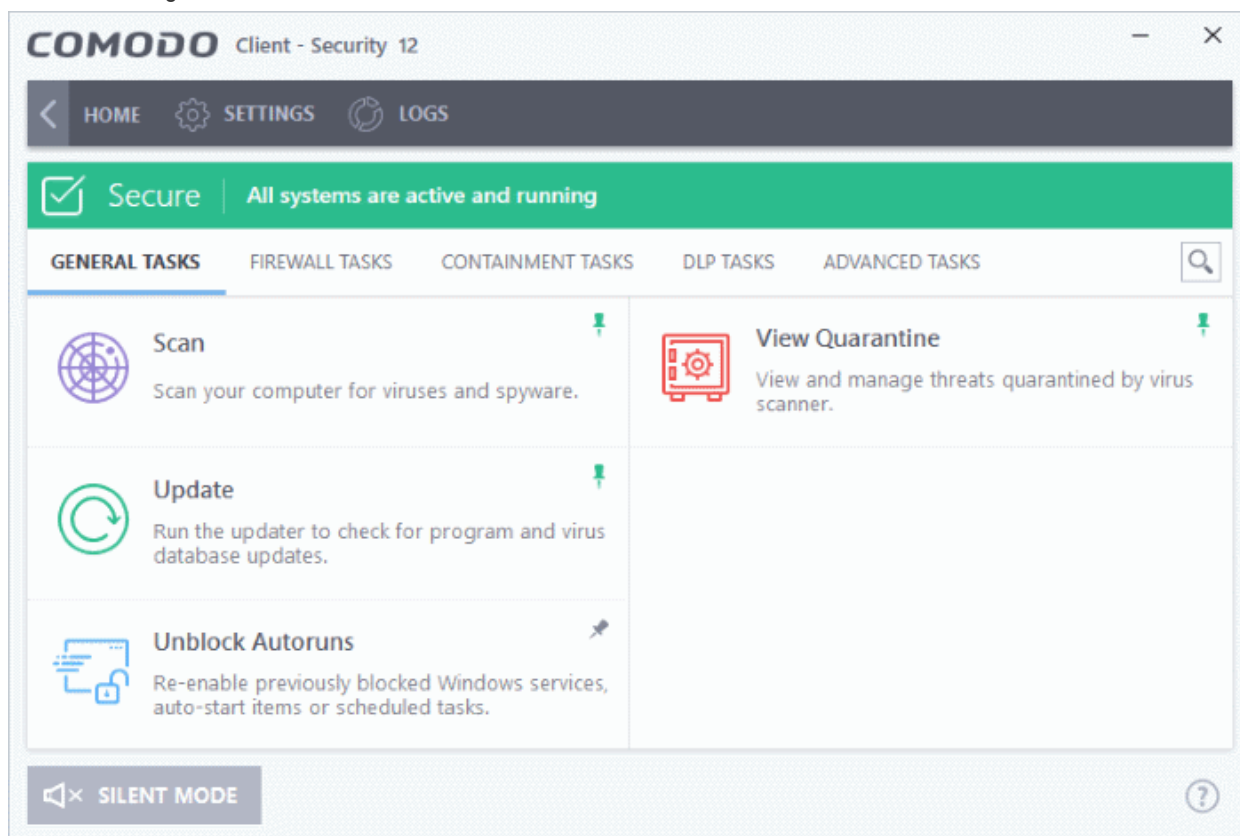 COMODO Client - Security 12
HOME SETTINGS LOGS
Secure All systems are active and running
GENERAL TASKS FIREWALL TASKS CONTAINMENT TASKS DLP TASKS ADVANCED TASKS
Scan
Scan your computer for viruses and spyware.
View Quarantine
View and manage threats quarantined by virus
scanner.
Update
Run the updater to check for program and virus
database updates.
Unblock Autoruns
Re-enable previously blocked Windows services,
auto-start items or scheduled tasks.
SILENT MODE